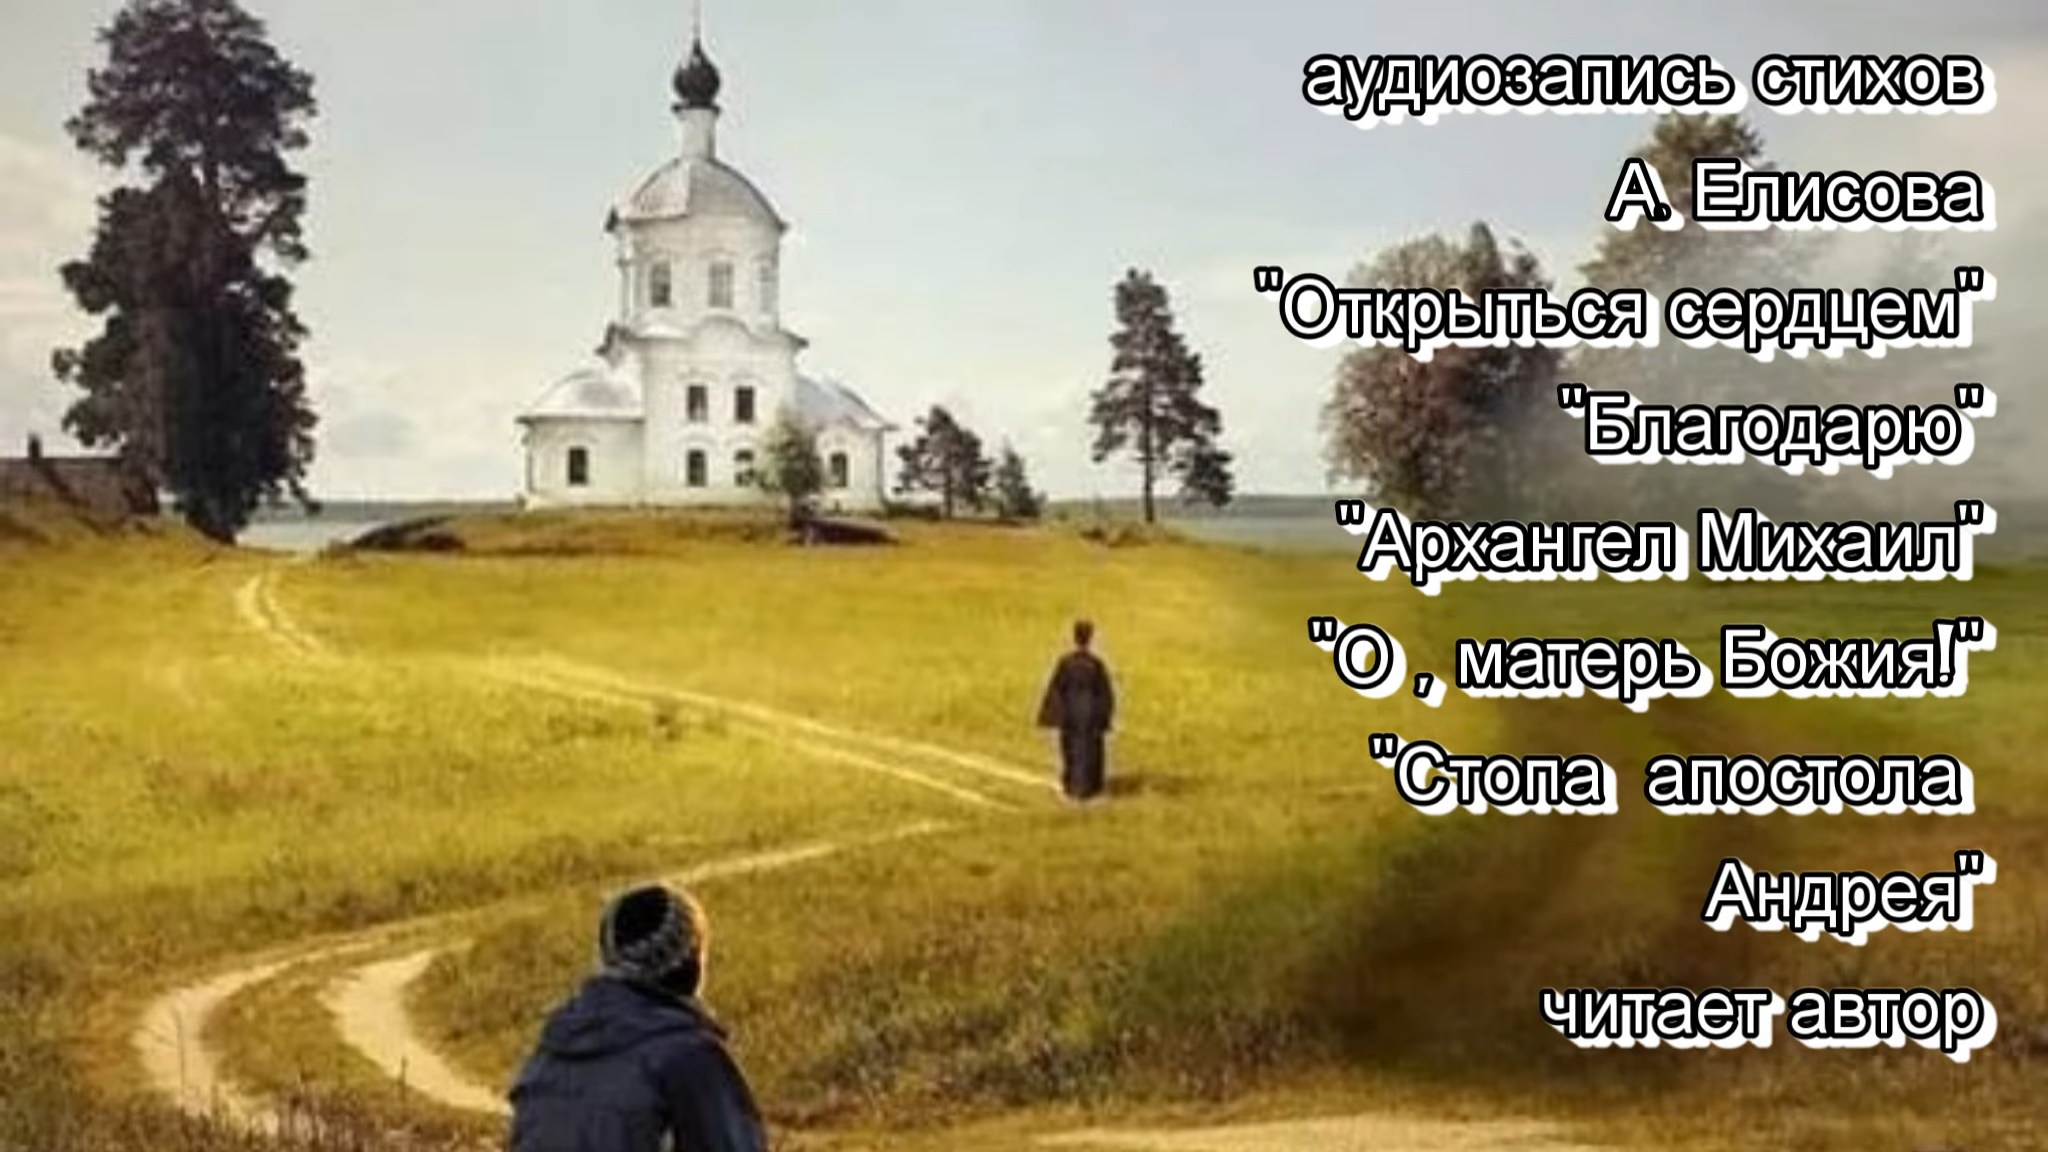 аудиозапись стихов
А. Елисова
"Открыться сердцем"
"Благодарю"
"Архангел Михаил"
"О , матерь Божия!"
"Стопа апостола
Андрея"
читает автор